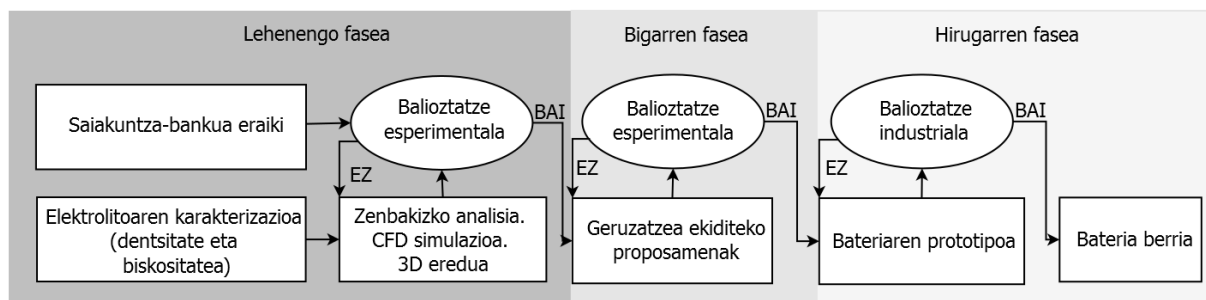 Lehenengo fasea
Bigarren fasea
Hirugarren fasea
Saiakuntza-bankua eraiki
Balioztatze
esperimentala
BAI
EZ
Elektrolitoaren karakterizazioa
(dentsitate eta
biskositatea)
Zenbakizko analisia.
CFD simulazioa.
3D eredua
Balioztatze
esperimentala
BAI
EZ
Geruzatzea ekiditeko
proposamenak
Balioztatze
industriala
BAI
EZ
Bateriaren prototipoa
Bateria berria